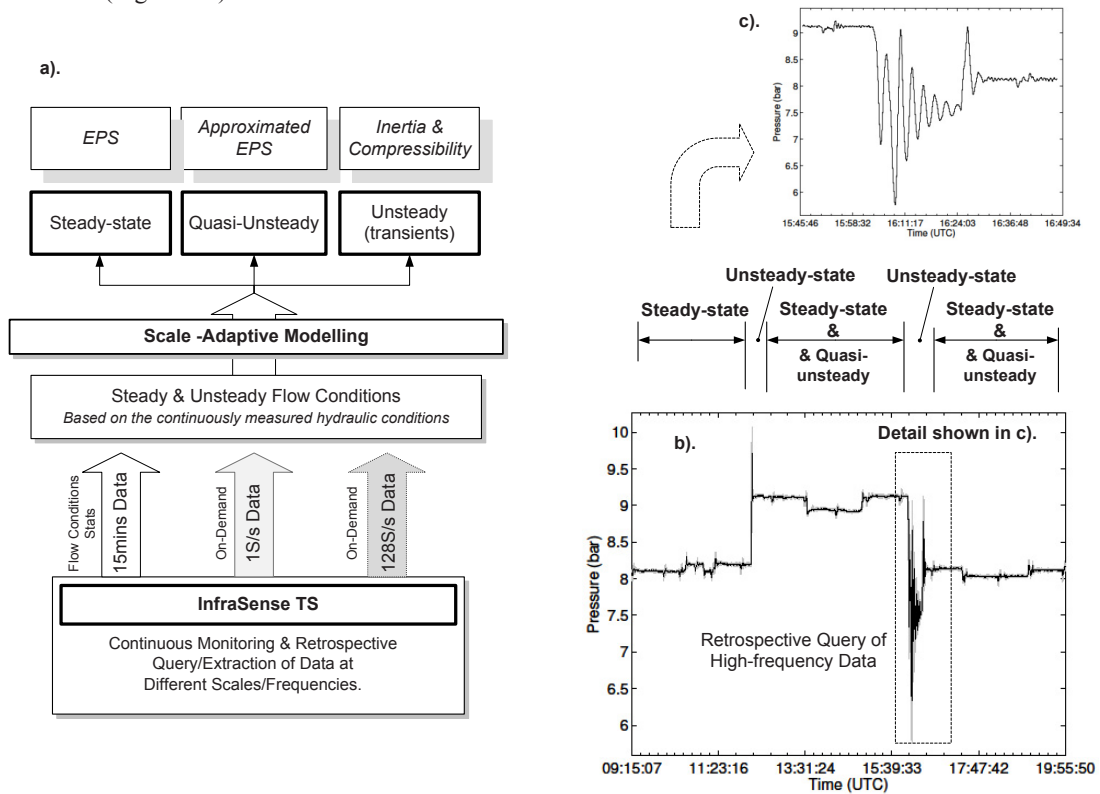 a).
EPS
Approximated
EPS
Inertia &
Compressibility
Steady-state
Quasi-Unsteady
Unsteady
(transients)
Scale -Adaptive Modelling
Steady & Unsteady Flow Conditions
Based on the continuously measured hydraulic conditions
Flow Conditions
Stats
15mins Data
On-Demand
1S/s Data
On-Demand
128S/s Data
InfraSense TS
Continuous Monitoring & Retrospective
Query/Extraction of Data at
Different Scales/Frequencies.
c).
Pressure (bar)
9
8.5
8
7.5
7
6.5
6
15:45:46
15:58:32
16:11:17
16:24:03
16:36:48
16:49:34
Time (UTC)
Unsteady-state
Unsteady-state
Steady-state
Steady-state
&
& Quasi-
unsteady
Steady-state
&
& Quasi-
unsteady
b).
Detail shown in c).
Retrospective Query of
High-frequency Data
Pressure (bar)
10
9.5
9
8.5
8
7.5
7
6.5
6
09:15:07
11:23:16
13:31:24
15:39:33
17:47:42
19:55:50
Time (UTC)